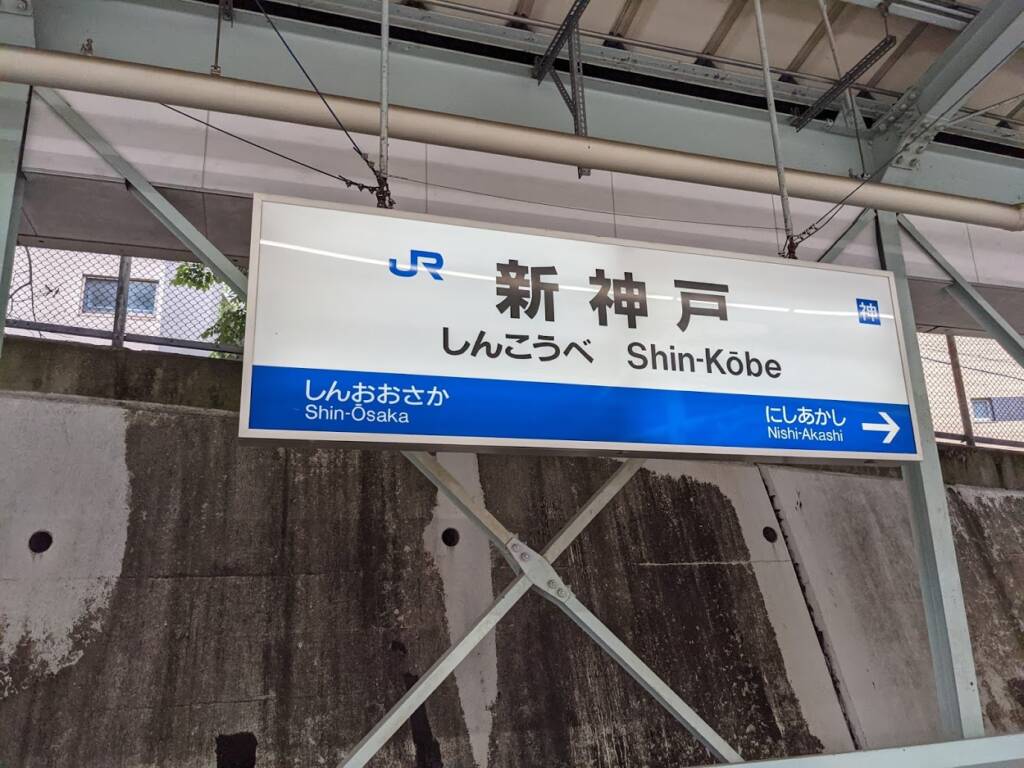 JR
新神戸
神
しんこうべ Shin-Kōbe
しんおおさか
Shin-Ōsaka
にしあかし
Nishi-Akashi